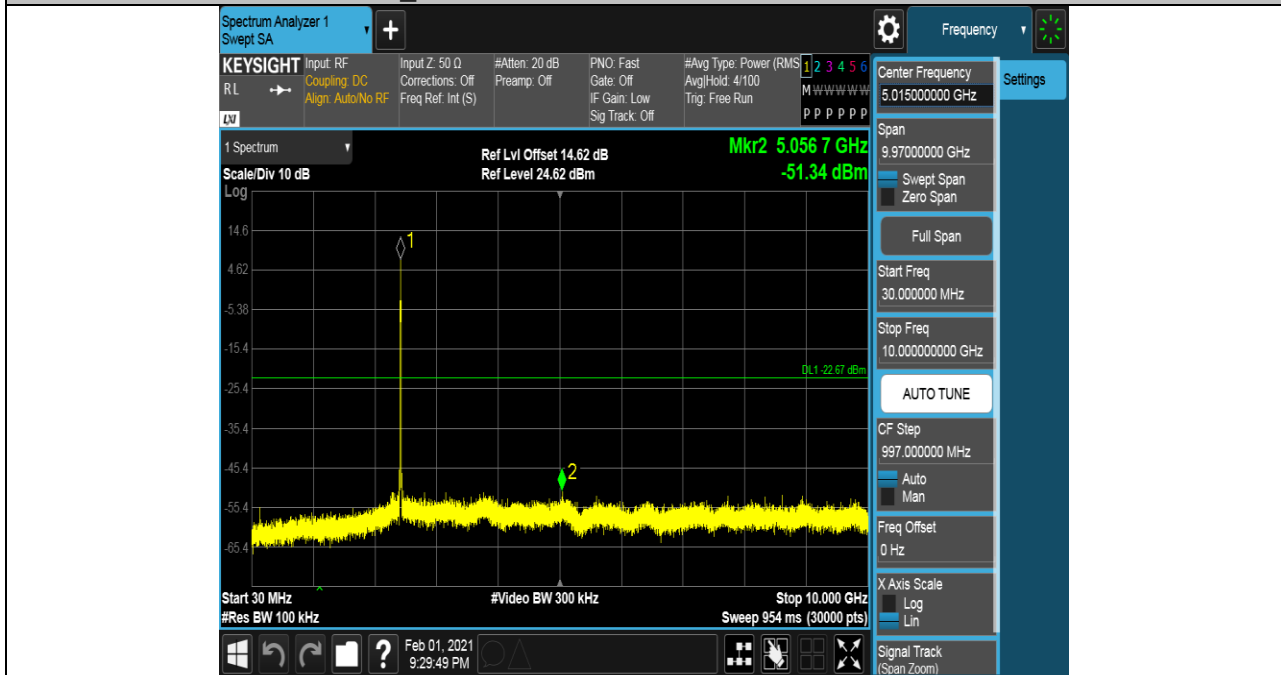 Spectrum Analyzer 1
Swept SA
+
Frequency
KEYSIGHT
RL
LXI
Input: RF
Coupling: DC
Align: Auto/No RF
Input Z: 50 Ω
Corrections: Off
Freq Ref: Int (S)
#Atten: 20 dB
Preamp: Off
PNO: Fast
Gate: Off
IF Gain: Low
Sig Track: Off
#Avg Type: Power (RMS
Avg|Hold: 4/100
Trig: Free Run
1 2 3 4 5 6
M W W W W W
P P P P P P
Center Frequency
5.015000000 GHz
Settings
1 Spectrum
Scale/Div 10 dB
Ref Lvl Offset 14.62 dB
Ref Level 24.62 dBm
Mkr2 5.056 7 GHz
-51.34 dBm
Span
9.97000000 GHz
Swept Span
Zero Span
Full Span
Log
14.6
4.62
-5.38
-15.4
-25.4
-35.4
-45.4
-55.4
-65.4
1
2
DL1 -22.67 dBm
Start Freq
30.000000 MHz
Stop Freq
10.000000000 GHz
AUTO TUNE
CF Step
997.000000 MHz
Auto
Man
Freq Offset
0 Hz
X Axis Scale
Log
Lin
Signal Track
(Span Zoom)
Start 30 MHz
#Res BW 100 kHz
#Video BW 300 kHz
Stop 10.000 GHz
Sweep 954 ms (30000 pts)
?
Feb 01, 2021
9:29:49 PM